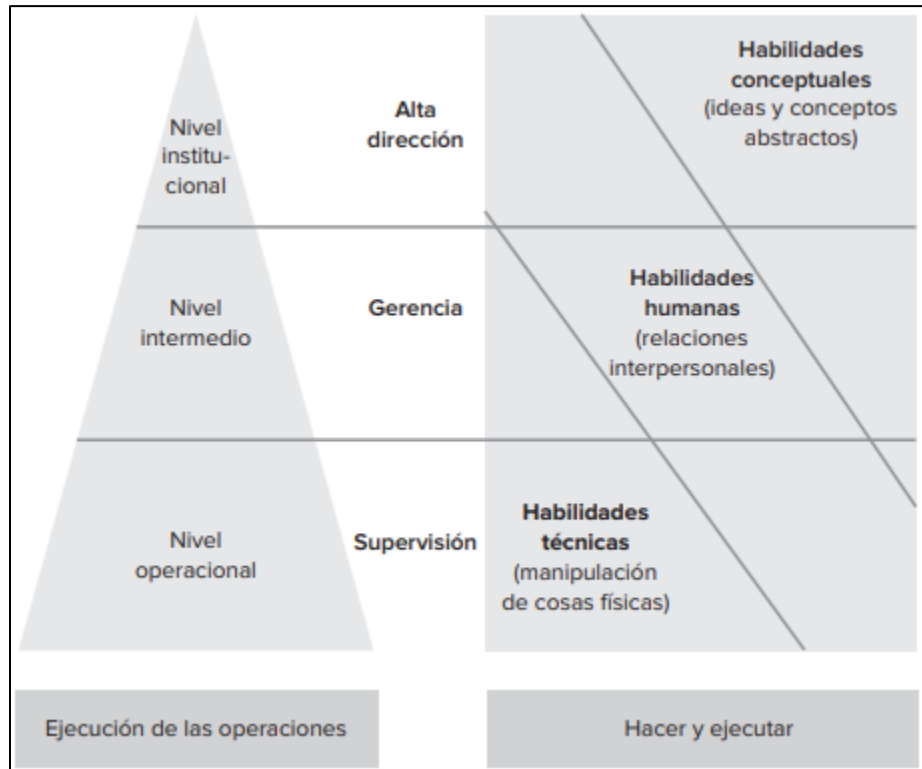 Nivel
institu-
cional
Alta
dirección
Habilidades
conceptuales
(ideas y conceptos
abstractos)
Nivel
intermedio
Gerencia
Habilidades
humanas
(relaciones
interpersonales)
Nivel
operacional
Supervisión
Habilidades
técnicas
(manipulación
de cosas físicas)
Ejecución de las operaciones
Hacer y ejecutar